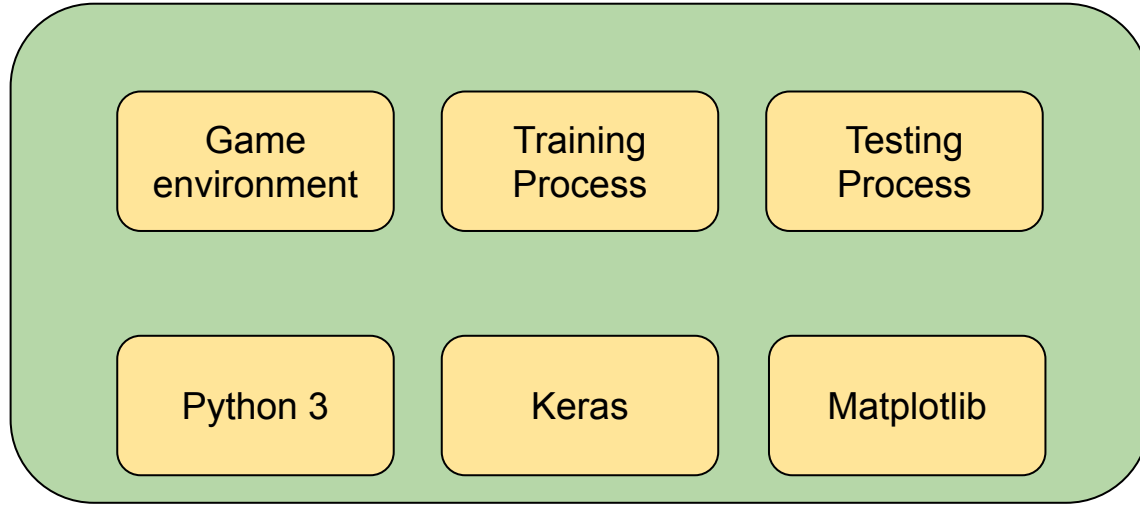 Game
environment
Training
Process
Testing
Process
Python 3
Keras
Matplotlib